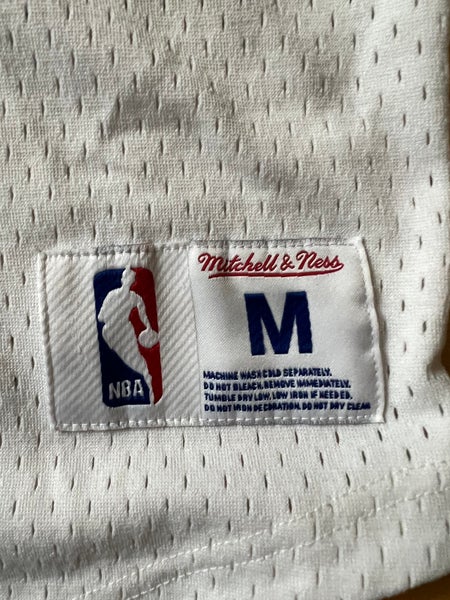 Mitchell & Ness
M
NBA
MACHINE WASH COLD SEPARATELY.
DO NOT BLEACH. REMOVE IMMEDIATELY.
TUMBLE DRY LOW. LOW IRON IF NEEDED.
DO NOT IRON DECORATION. DO NOT DRY CLEAN